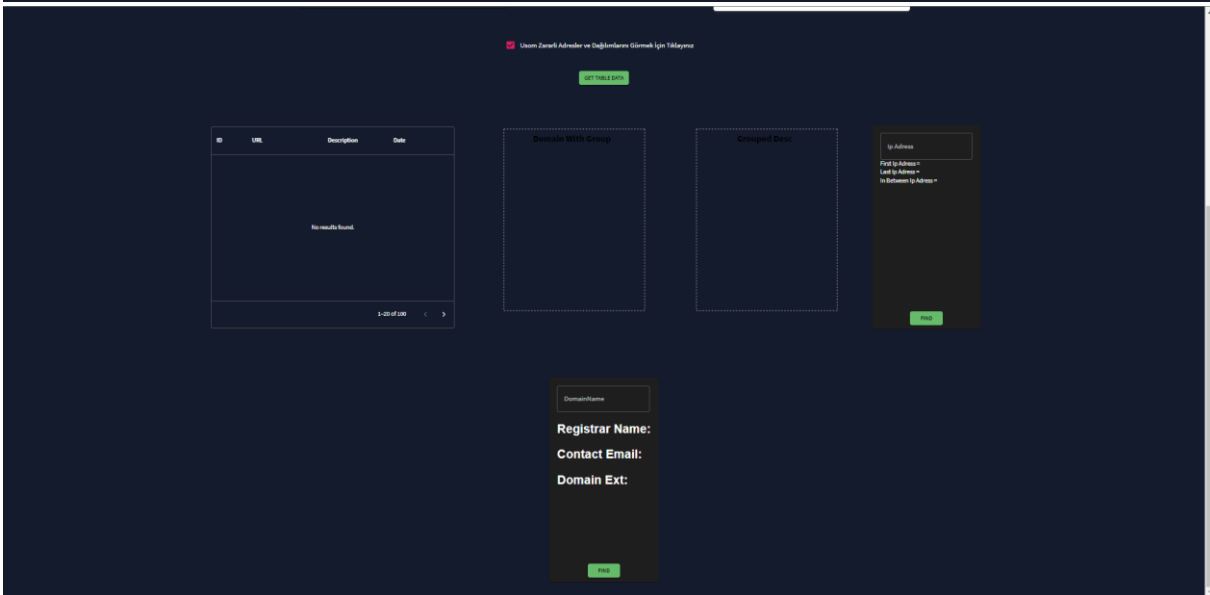 Usom Zararli Adresler ve Dağılımlarını Görmek İçin Tıklayınız
GET TABLE DATA
ID URL Description Date
No results found.
1–20 of 100
Domain With Group
Grouped Desc
Ip Adress
First Ip Adress =
Last Ip Adress =
In Between Ip Adress =
FIND
DomainName
Registrar Name:
Contact Email:
Domain Ext:
FIND